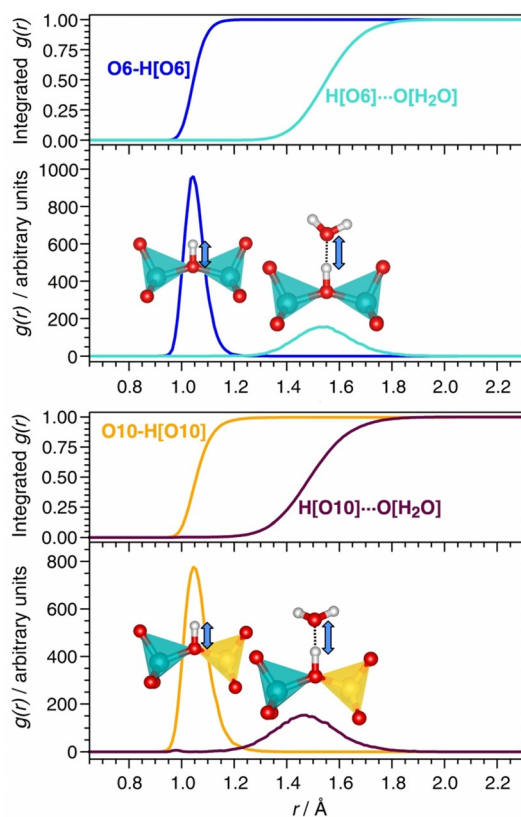 Integrated g(r)
1.00
0.75
0.50
0.25
0.00
O6-H[O6]
H[O6]···O[H2O]
g(r) / arbitrary units
1000
800
600
400
200
0
0.8 1.0 1.2 1.4 1.6 1.8 2.0 2.2
Integrated g(r)
1.00
0.75
0.50
0.25
0.00
O10-H[O10]
H[O10]···O[H2O]
g(r) / arbitrary units
800
600
400
200
0
0.8 1.0 1.2 1.4 1.6 1.8 2.0 2.2
r / Å